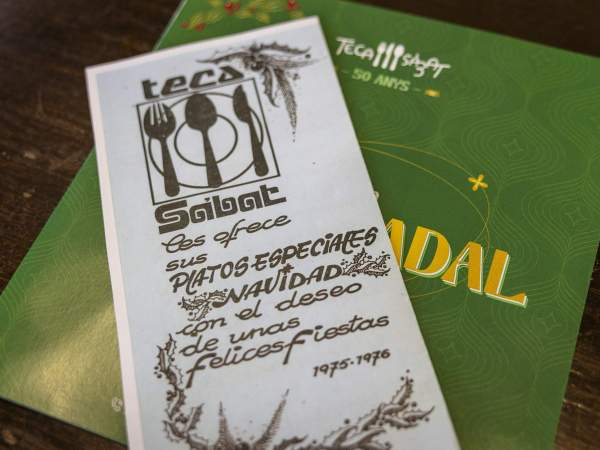 TECA SABAT
- 50 ANYS -
ADAL
teca
Sábat
les ofrece
sus
PLATOS ESPECIALES
NAVIDAD
con el deseo
de unas
felices Fiestas
1975-1976